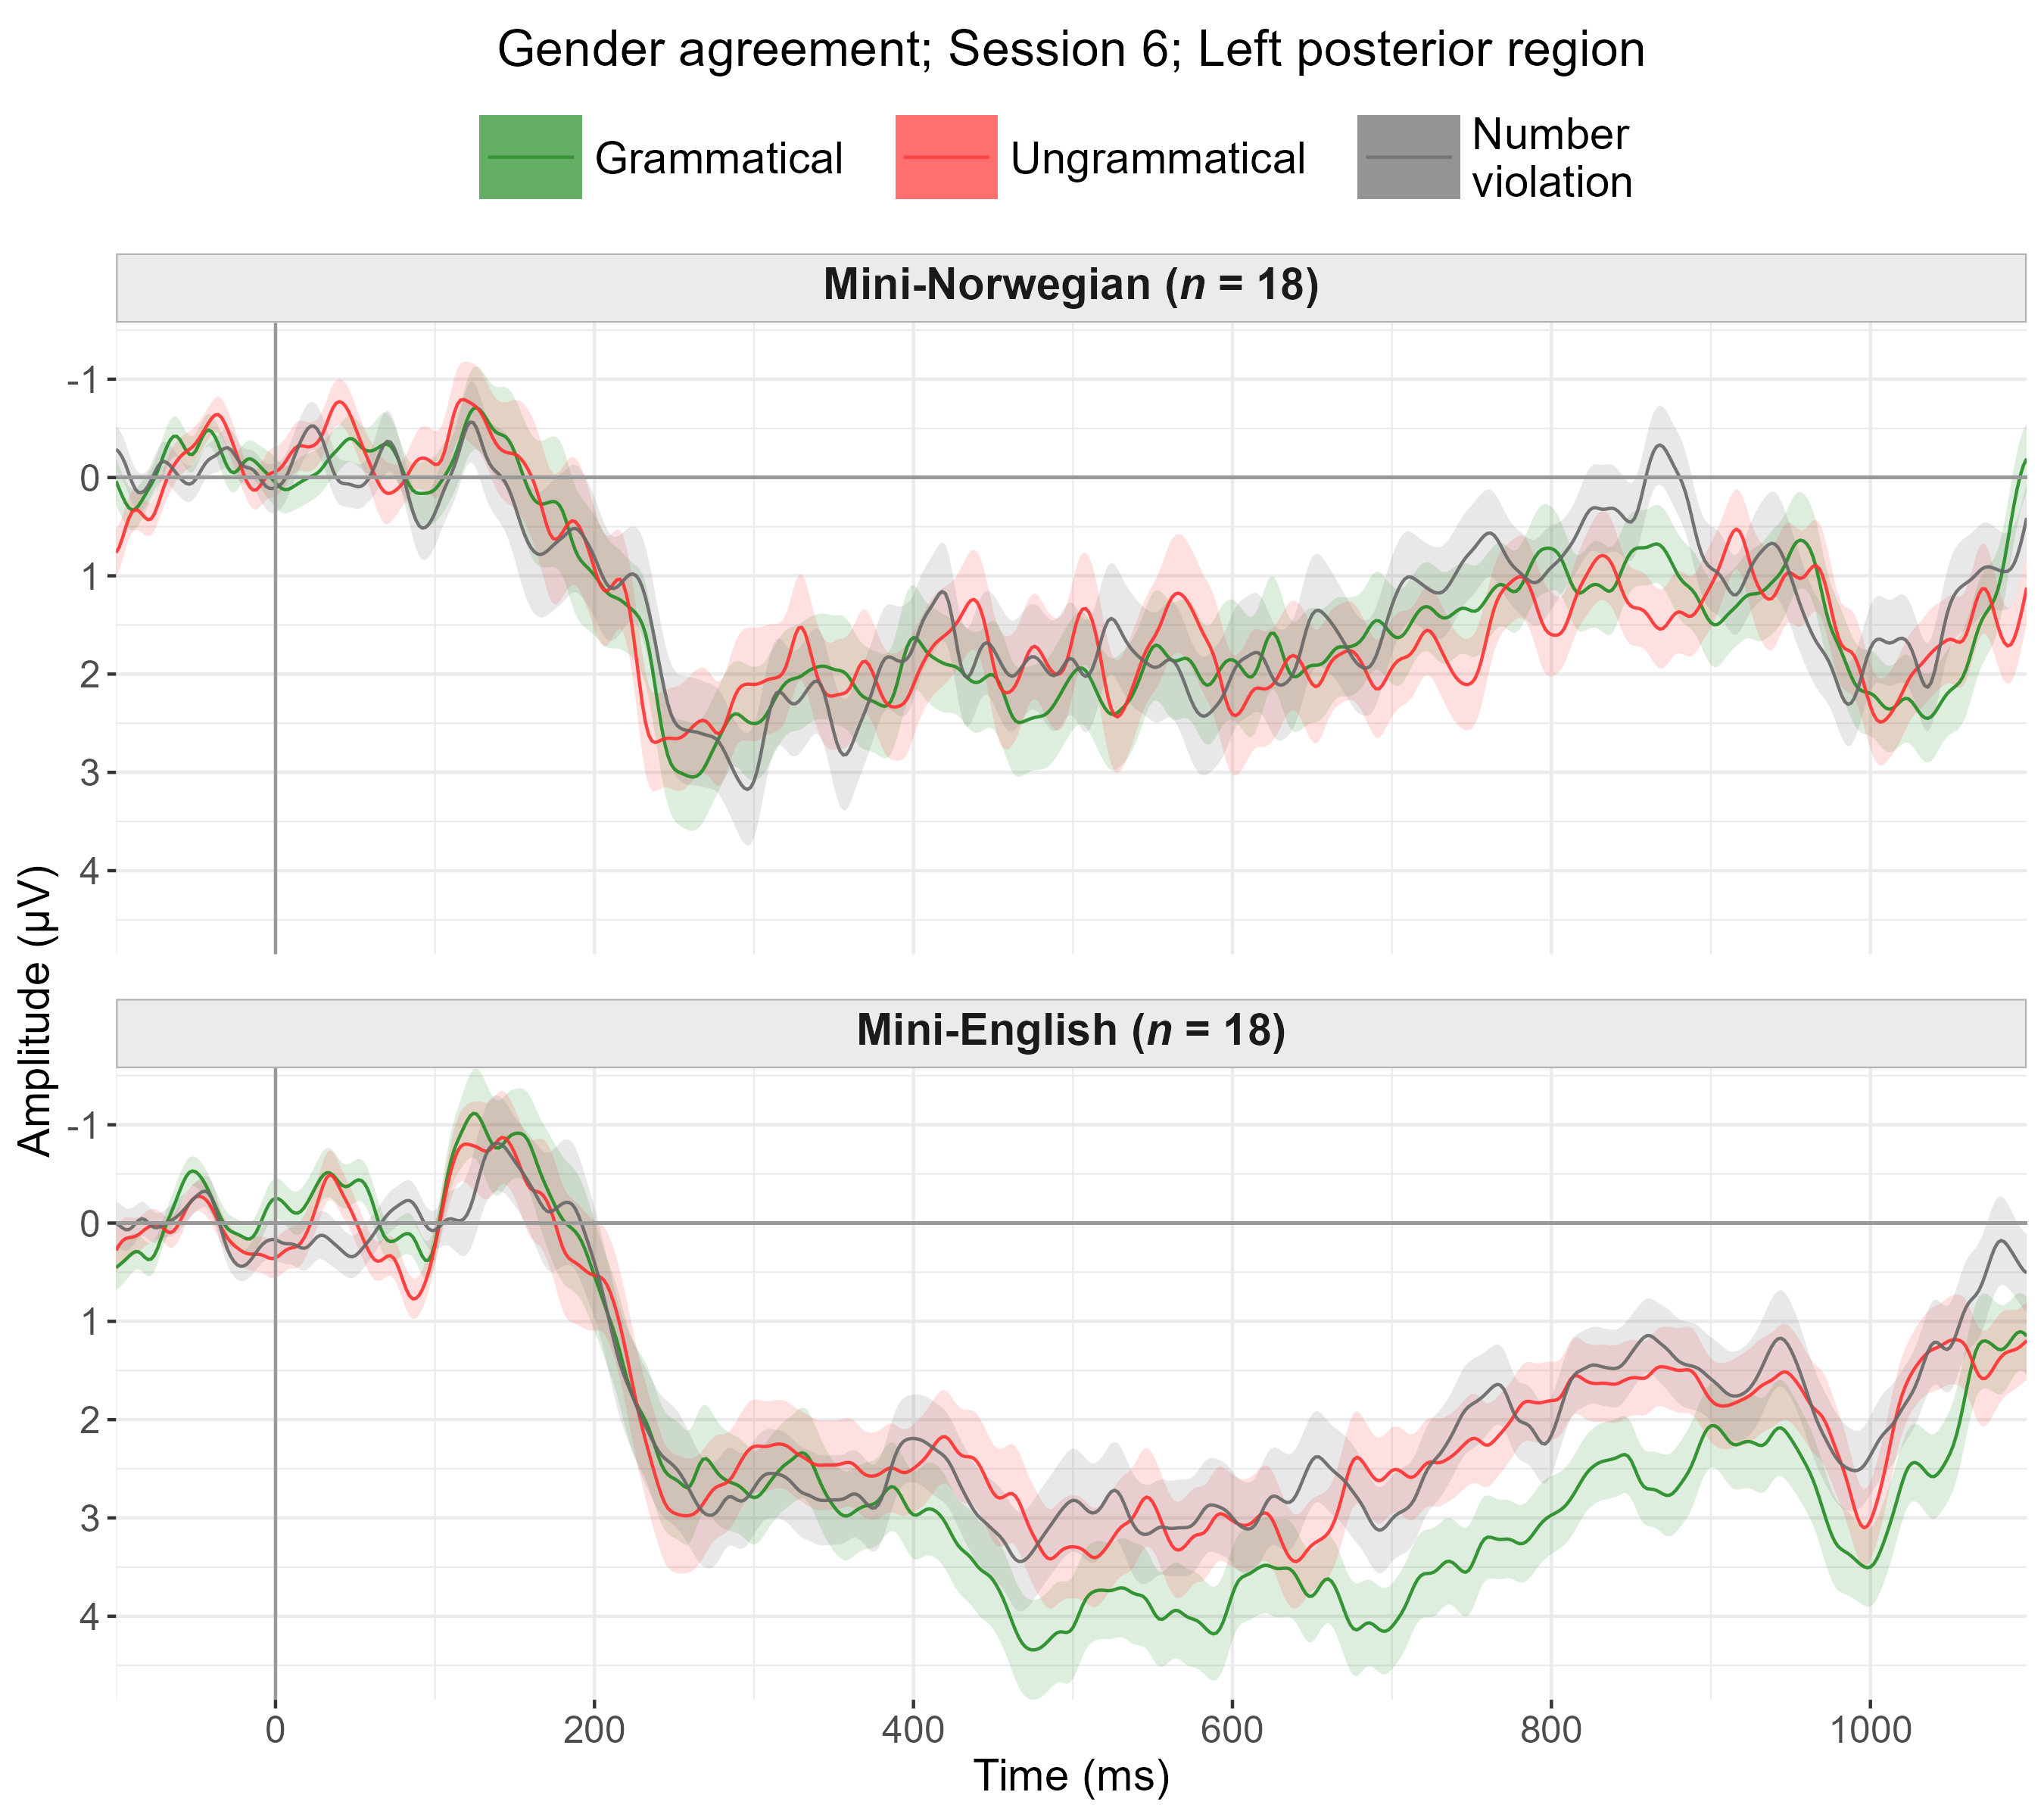 Gender agreement; Session 6; Left posterior region
Grammatical
Ungrammatical
Number
violation
Mini-Norwegian (n = 18)
-1
0
1
2
3
4
Amplitude (µV)
Mini-English (n = 18)
-1
0
1
2
3
4
0 200 400 600 800 1000
Time (ms)